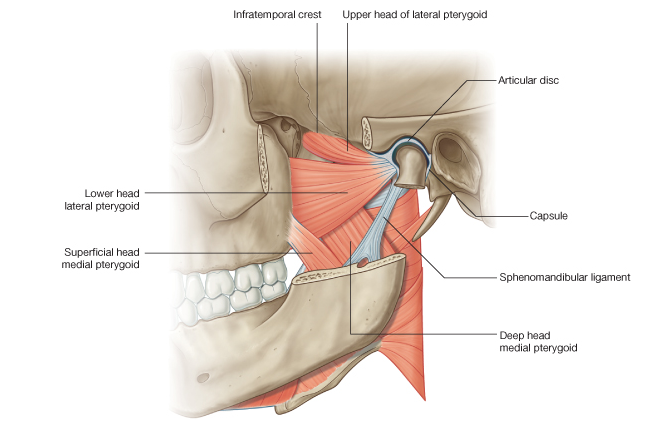 Infratemporal crest
Upper head of lateral pterygoid
Articular disc
Lower head
lateral pterygoid
Capsule
Superficial head
medial pterygoid
Sphenomandibular ligament
Deep head
medial pterygoid